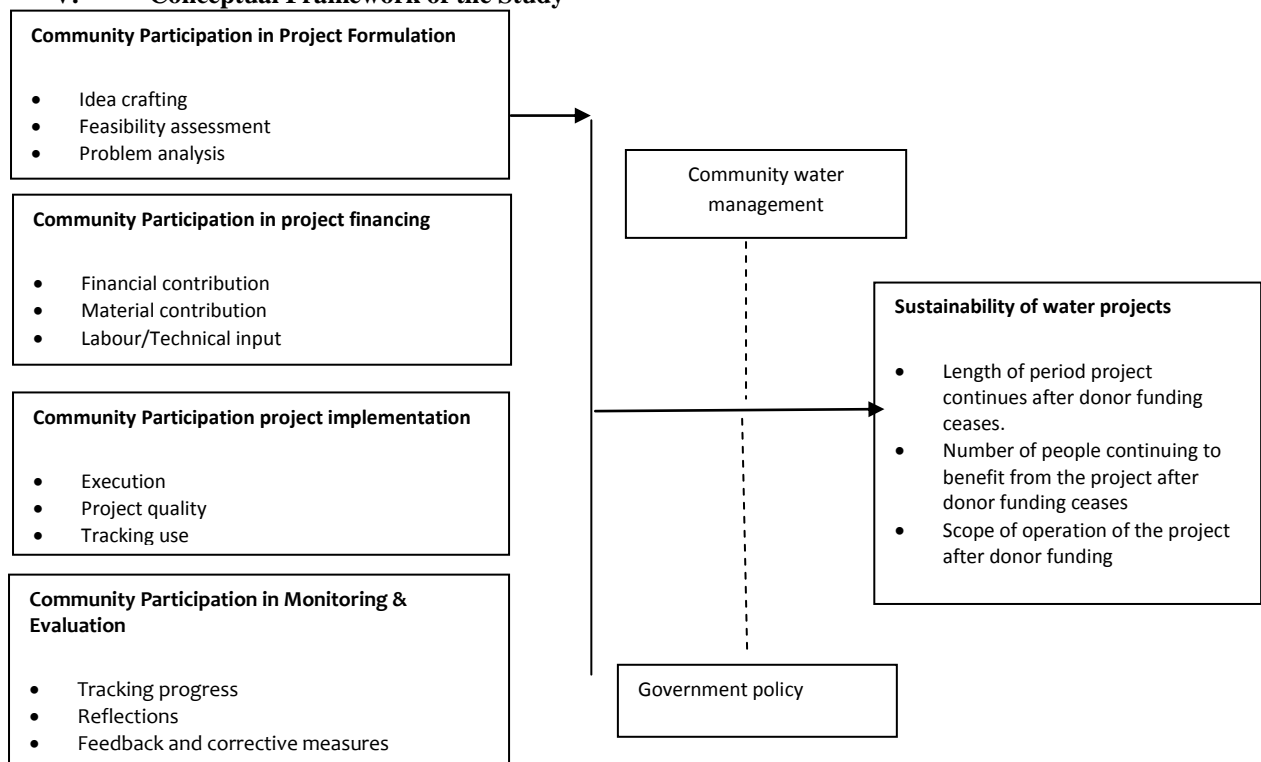 V. Conceptual Framework of the Study
Community Participation in Project Formulation
• Idea crafting
• Feasibility assessment
• Problem analysis
Community Participation in project financing
• Financial contribution
• Material contribution
• Labour/Technical input
Community Participation project implementation
• Execution
• Project quality
• Tracking use
Community Participation in Monitoring &
Evaluation
• Tracking progress
• Reflections
• Feedback and corrective measures
Community water
management
Government policy
Sustainability of water projects
• Length of period project
continues after donor funding
ceases.
• Number of people continuing to
benefit from the project after
donor funding ceases
• Scope of operation of the project
after donor funding